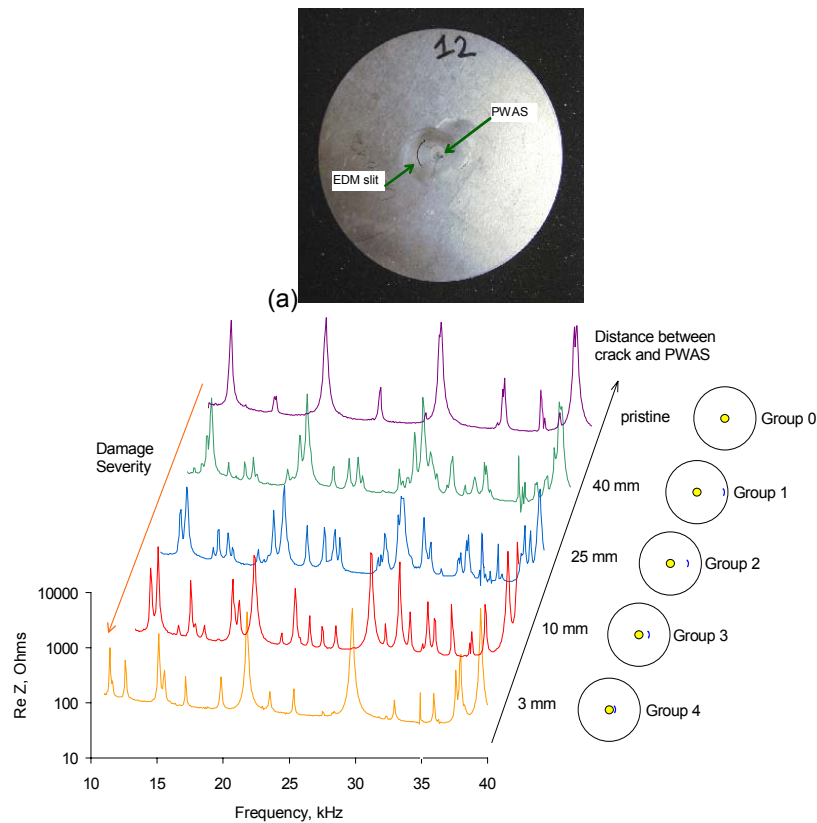 12
PWAS
EDM slit
(a)
Distance between
crack and PWAS
pristine
Group 0
Damage
Severity
40 mm
Group 1
25 mm
Group 2
10 mm
Group 3
3 mm
Group 4
Re Z, Ohms
10000
1000
100
10
10 15 20 25 30 35 40
Frequency, kHz